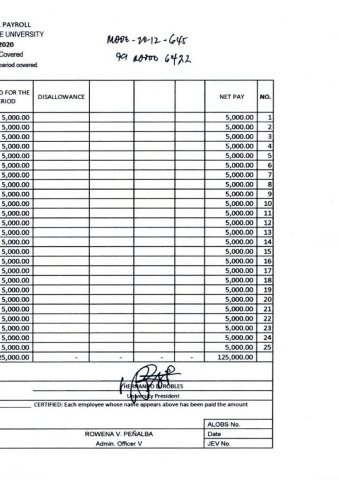 PAYROLL
E UNIVERSITY
2020
Covered
period covered.
20-12-645
99 6422
D FOR THE RIOD DISALLOWANCE NET PAY NO.
5,000.00 5,000.00 1
5,000.00 5,000.00 2
5,000.00 5,000.00 3
5,000.00 5,000.00 4
5,000.00 5,000.00 5
5,000.00 5,000.00 6
5,000.00 5,000.00 7
5,000.00 5,000.00 8
5,000.00 5,000.00 9
5,000.00 5,000.00 10
5,000.00 5,000.00 11
5,000.00 5,000.00 12
5,000.00 5,000.00 13
5,000.00 5,000.00 14
5,000.00 5,000.00 15
5,000.00 5,000.00 16
5,000.00 5,000.00 17
5,000.00 5,000.00 18
5,000.00 5,000.00 19
5,000.00 5,000.00 20
5,000.00 5,000.00 21
5,000.00 5,000.00 22
5,000.00 5,000.00 23
5,000.00 5,000.00 24
5,000.00 5,000.00 25
25,000.00 - - - - 125,000.00
ROBLES
University President
CERTIFIED: Each employee whose name appears above has been paid the amount
ALOBS No.
ROWENA V. PEÑALBA Date
Admin. Officer V JEV No.